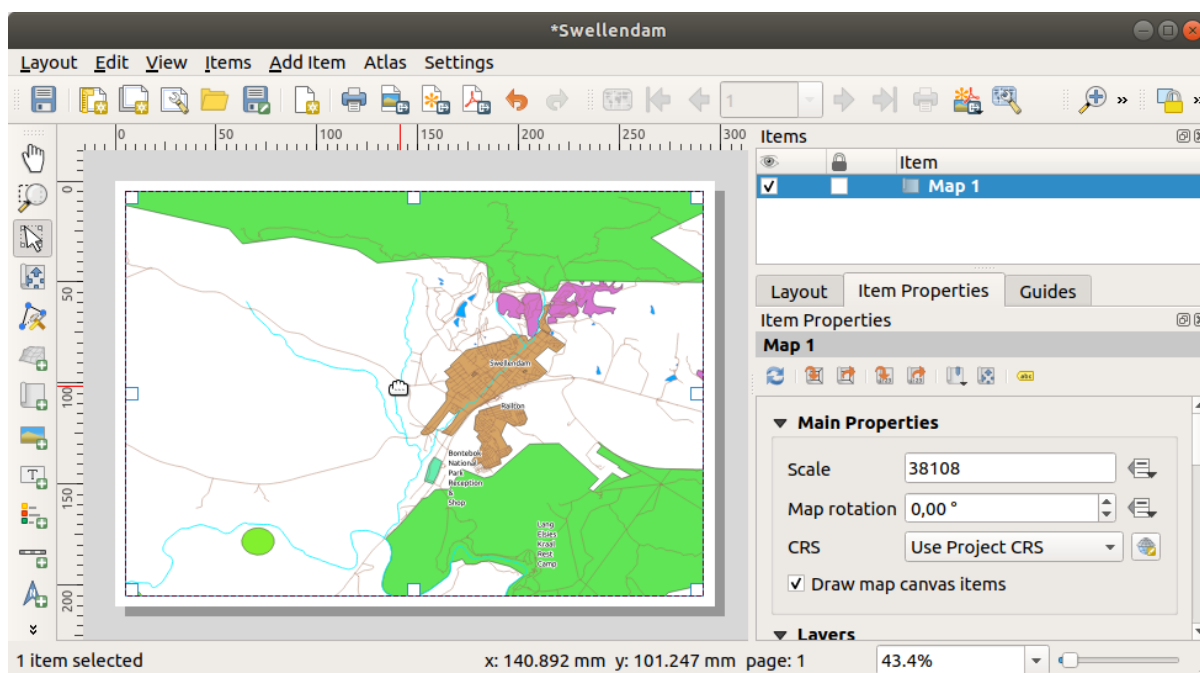 *Swellendam
Layout Edit View Items Add Item Atlas Settings
1
0 50 100 150 200 250 300
0
50
100
150
200
Swellendam
Railton
Bontebok
National
Park
Reception
&
Shop
Lang
Elsies
Kraal
Rest
Camp
Items
Item
Map 1
Layout Item Properties Guides
Item Properties
Map 1
abc
Main Properties
Scale 38108
Map rotation 0,00 °
CRS Use Project CRS
Draw map canvas items
Layers
1 item selected x: 140.892 mm y: 101.247 mm page: 1 43.4%